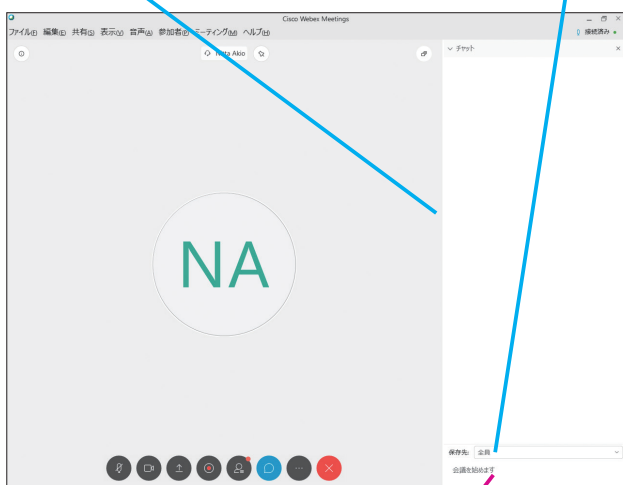 Cisco Webex Meetings
ファイル(F) 編集(E) 共有(S) 表示(V) 音声(A) 参加者(P) ミーティング(M) ヘルプ(H)
接続済み
Akio
チャット
NA
保存先: 全員
会議を始めます